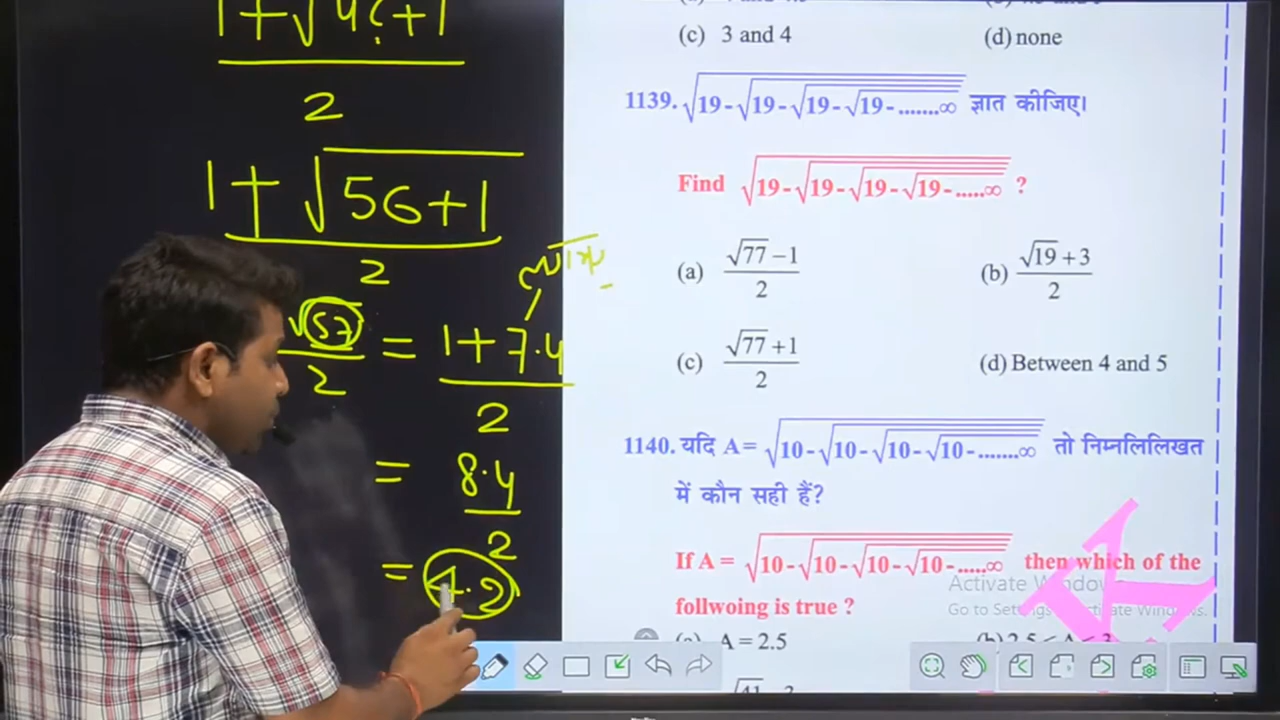 1+√4?+1
2
1+√56+1
2
√57
2
= 1+7.4
2
= 8.4
2
= 4.2
(c) 3 and 4
(d) none
1139. √19-√19-√19-√19-.......∞ ज्ञात कीजिए।
Find √19-√19-√19-√19-.....∞ ?
(a) √77 -1
2
(b) √19 +3
2
(c) √77 +1
2
(d) Between 4 and 5
1140. यदि A= √10-√10-√10-√10-.......∞ तो निम्नलिलिखत
में कौन सही हैं?
If A = √10-√10-√10-√10-.....∞ then which of the
follwoing is true ?
Activate Windows
Go to Settings to activate Windows.
A = 2.5
K